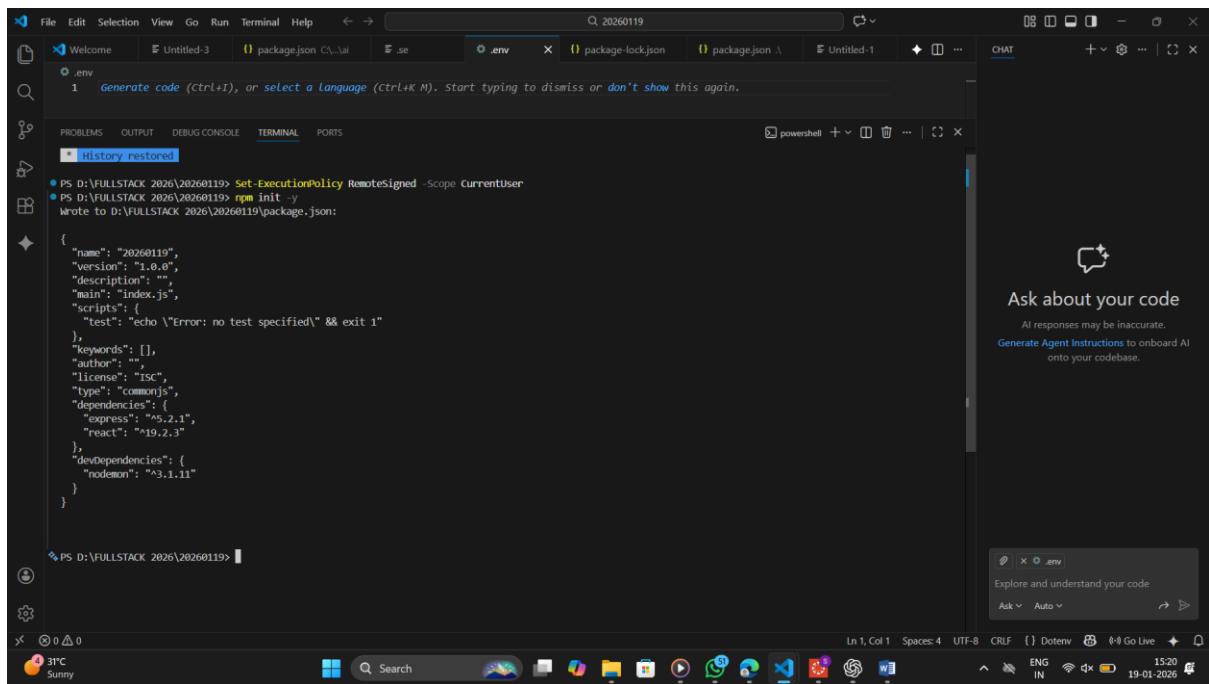 File Edit Selection View Go Run Terminal Help
20260119
Welcome
Untitled-3
package.json C:\...\ai
.se
.env
package-lock.json
package.json .\
Untitled-1
CHAT
.env
1 Generate code (Ctrl+I), or select a language (Ctrl+K M). Start typing to dismiss or don't show this again.
PROBLEMS OUTPUT DEBUG CONSOLE TERMINAL PORTS
powershell
* History restored
PS D:\FULLSTACK 2026\20260119> Set-ExecutionPolicy RemoteSigned -Scope CurrentUser
PS D:\FULLSTACK 2026\20260119> npm init -y
Wrote to D:\FULLSTACK 2026\20260119\package.json:
{
"name": "20260119",
"version": "1.0.0",
"description": "",
"main": "index.js",
"scripts": {
"test": "echo \"Error: no test specified\" && exit 1"
},
"keywords": [],
"author": "",
"license": "ISC",
"type": "commonjs",
"dependencies": {
"express": "^5.2.1",
"react": "^19.2.3"
},
"devDependencies": {
"nodemon": "^3.1.11"
}
}
PS D:\FULLSTACK 2026\20260119>
Ask about your code
AI responses may be inaccurate.
Generate Agent Instructions to onboard AI
onto your codebase.
.env
Explore and understand your code
Ask Auto
0 0
Ln 1, Col 1 Spaces: 4 UTF-8 CRLF {} Dotenv Go Live
4
31°C
Sunny
Search
ENG
IN
15:20
19-01-2026